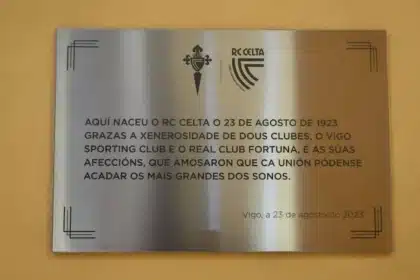 RC CELTA
AQUÍ NACEU O RC CELTA O 23 DE AGOSTO DE 1923
GRAZAS A XENEROSIDADE DE DOUS CLUBES, O VIGO
SPORTING CLUB E O REAL CLUB FORTUNA, E AS SÚAS
AFECCIÓNS, QUE AMOSARON QUE CA UNIÓN PÓDENSE
ACADAR OS MAIS GRANDES DOS SONOS.
Vigo, a 23 de agosto do 2023